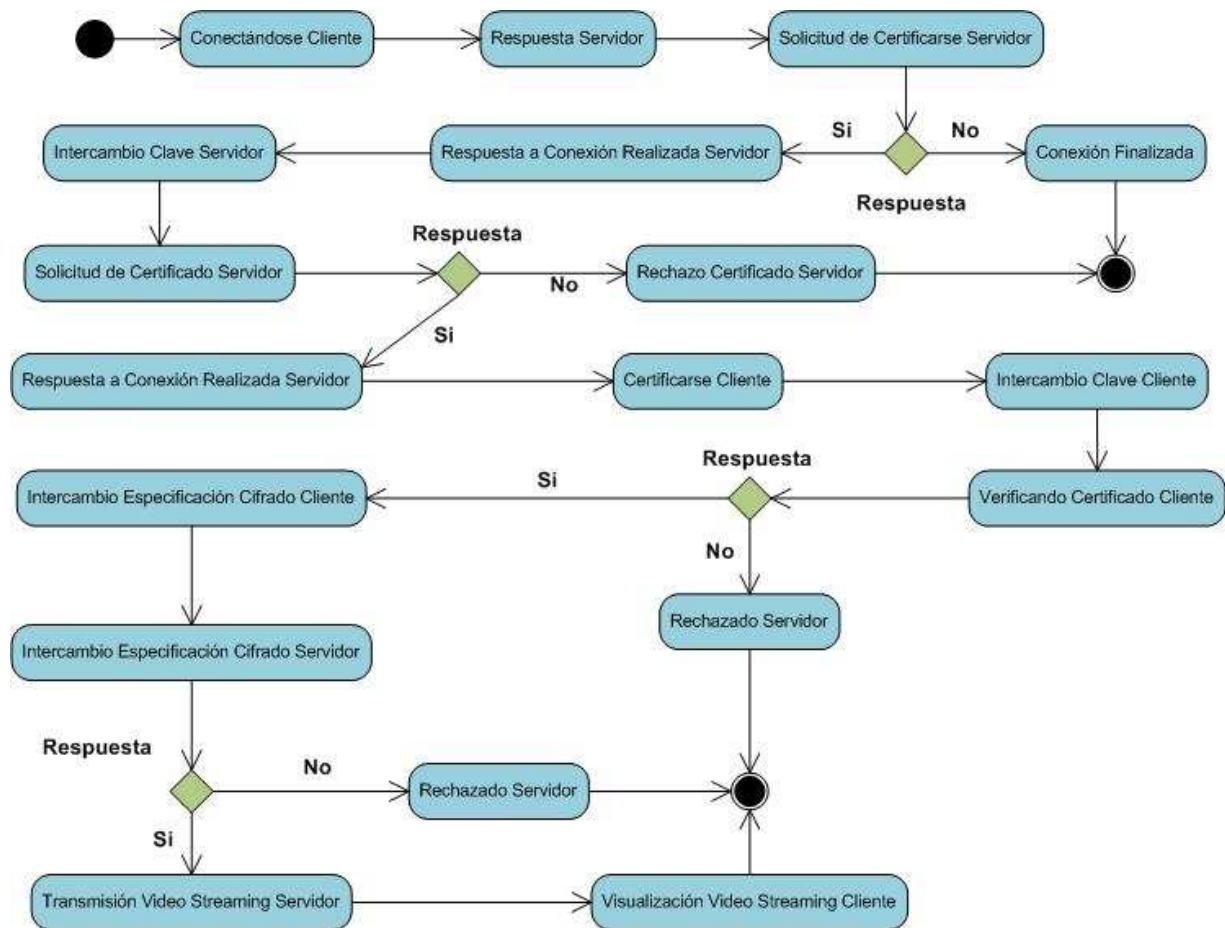 Conectándose Cliente
Respuesta Servidor
Solicitud de Certificarse Servidor
Si
No
Intercambio Clave Servidor
Respuesta a Conexión Realizada Servidor
Conexión Finalizada
Respuesta
Respuesta
Solicitud de Certificado Servidor
Rechazo Certificado Servidor
No
Si
Respuesta a Conexión Realizada Servidor
Certificarse Cliente
Intercambio Clave Cliente
Respuesta
Si
Intercambio Especificación Cifrado Cliente
Verificando Certificado Cliente
No
Rechazado Servidor
Intercambio Especificación Cifrado Servidor
Respuesta
No
Rechazado Servidor
Si
Transmisión Video Streaming Servidor
Visualización Video Streaming Cliente